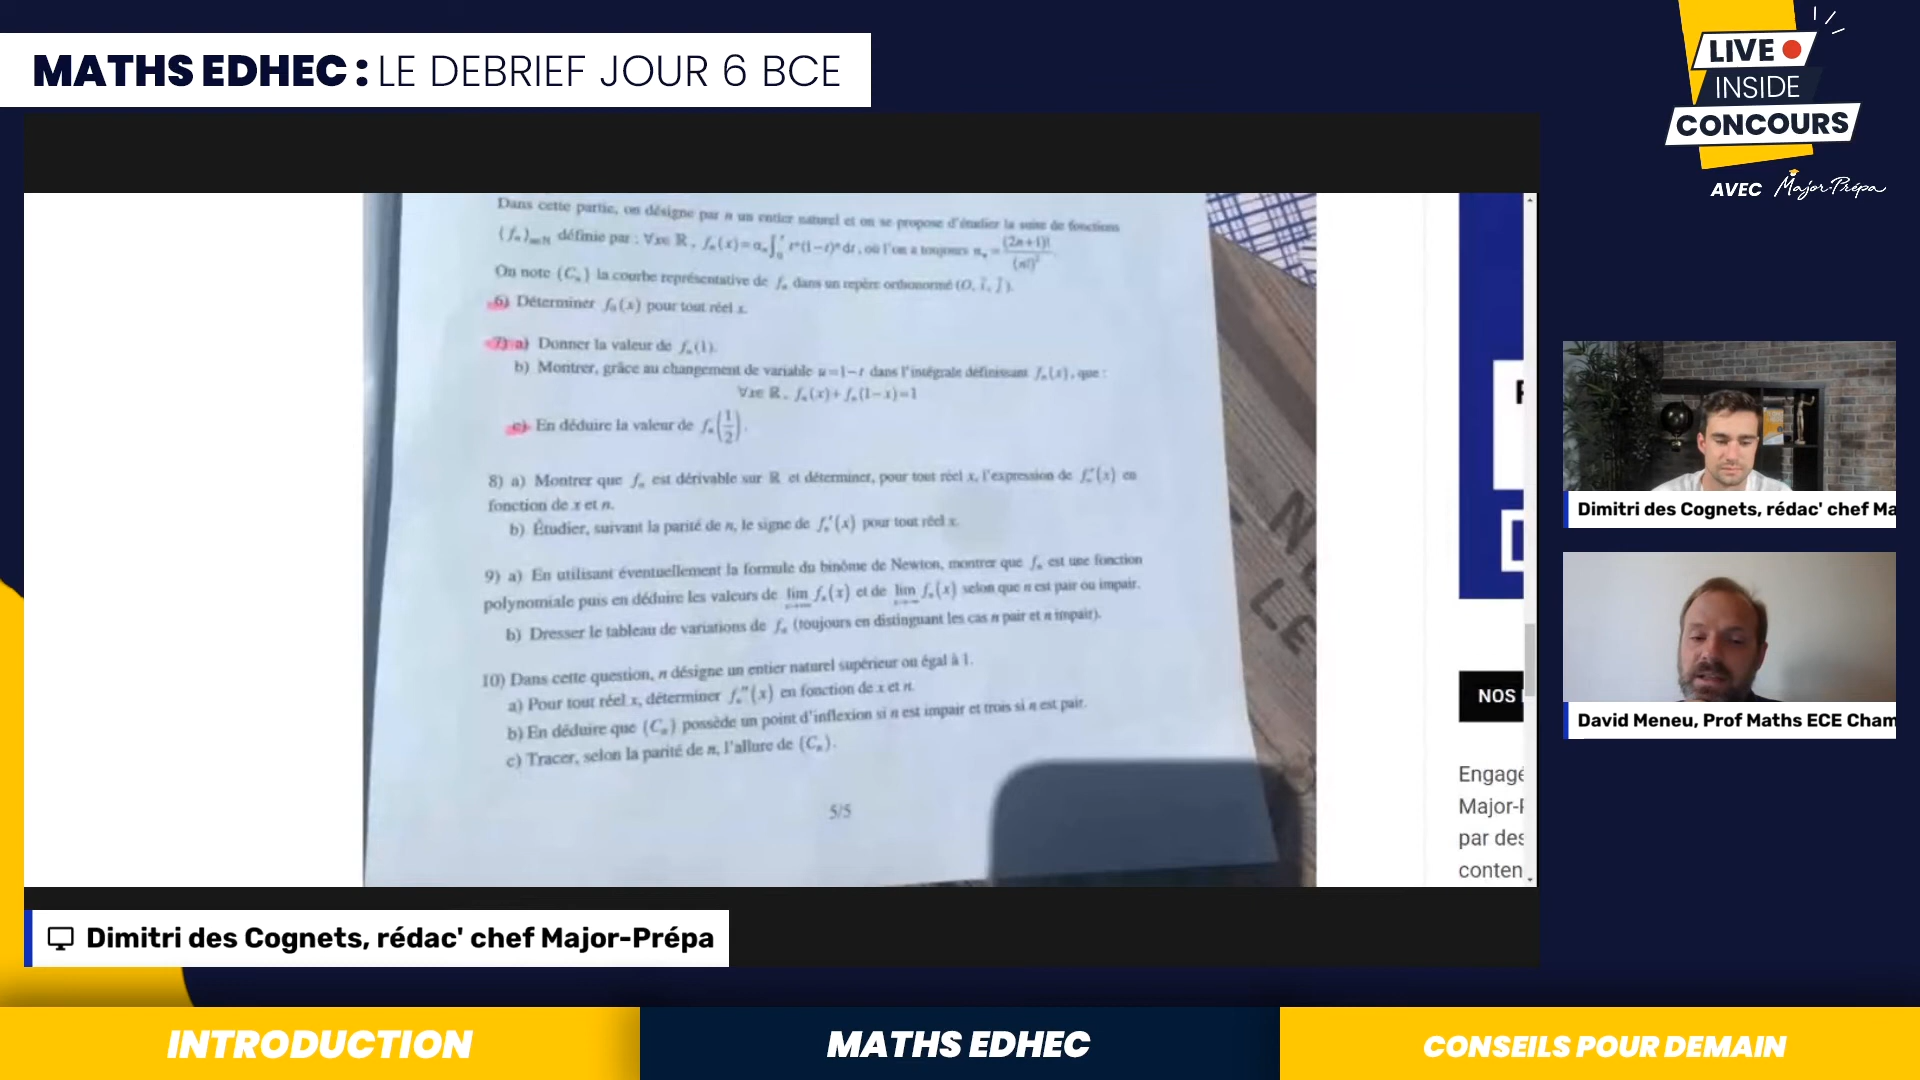 MATHS EDHEC : LE DEBRIEF JOUR 6 BCE
LIVE
INSIDE
CONCOURS
AVEC Major-Prépa
Dans cette partie, on désigne par n un entier naturel et on se propose d'étudier la suite de fonctions
(fₙ)ₙ∈ℕ définie par : ∀x∈ ℝ, fₙ(x)=αₙ∫₀ˣ tⁿ(1−t)ⁿ dt, où l'on a toujours αₙ = (2n+1)!/(n!)².
On note (Cₙ) la courbe représentative de fₙ dans un repère orthonormé (O, i, j).
6) Déterminer f₀(x) pour tout réel x.
7) a) Donner la valeur de fₙ(1).
b) Montrer, grâce au changement de variable u=1−t dans l'intégrale définissant fₙ(x), que :
∀x∈ ℝ, fₙ(x)+fₙ(1−x)=1
c) En déduire la valeur de fₙ(1/2).
8) a) Montrer que fₙ est dérivable sur ℝ et déterminer, pour tout réel x, l'expression de fₙ'(x) en
fonction de x et n.
b) Étudier, suivant la parité de n, le signe de fₙ'(x) pour tout réel x.
9) a) En utilisant éventuellement la formule du binôme de Newton, montrer que fₙ est une fonction
polynomiale puis en déduire les valeurs de lim fₙ(x) et de lim fₙ(x) selon que n est pair ou impair.
b) Dresser le tableau de variations de fₙ (toujours en distinguant les cas n pair et n impair).
10) Dans cette question, n désigne un entier naturel supérieur ou égal à 1.
a) Pour tout réel x, déterminer fₙ''(x) en fonction de x et n.
b) En déduire que (Cₙ) possède un point d'inflexion si n est impair et trois si n est pair.
c) Tracer, selon la parité de n, l'allure de (Cₙ).
5/5
NOS
Engagé
Major-P
par des
conten
Dimitri des Cognets, rédac' chef Ma
David Meneu, Prof Maths ECE Cham
Dimitri des Cognets, rédac' chef Major-Prépa
INTRODUCTION
MATHS EDHEC
CONSEILS POUR DEMAIN